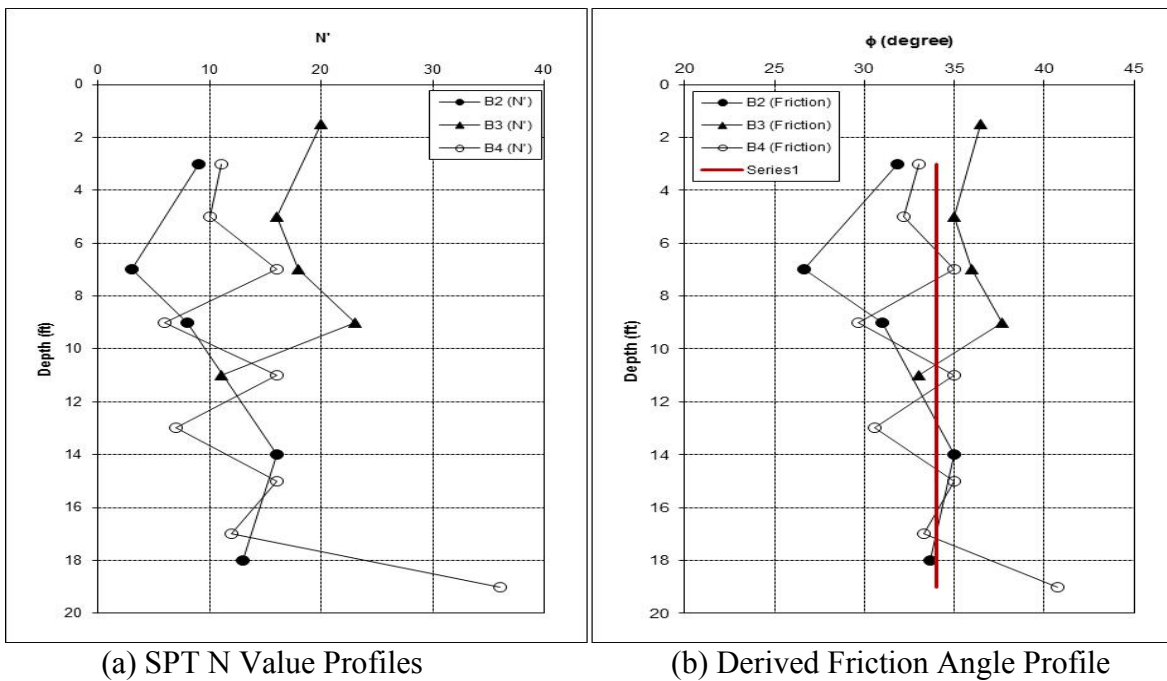 N'
0 10 20 30 40
0
2
4
6
8
10
12
14
16
18
20
Depth (ft)
B2 (N')
B3 (N')
B4 (N')
ϕ (degree)
20 25 30 35 40 45
0
2
4
6
8
10
12
14
16
18
20
Depth (ft)
B2 (Friction)
B3 (Friction)
B4 (Friction)
Series1
(a) SPT N Value Profiles
(b) Derived Friction Angle Profile